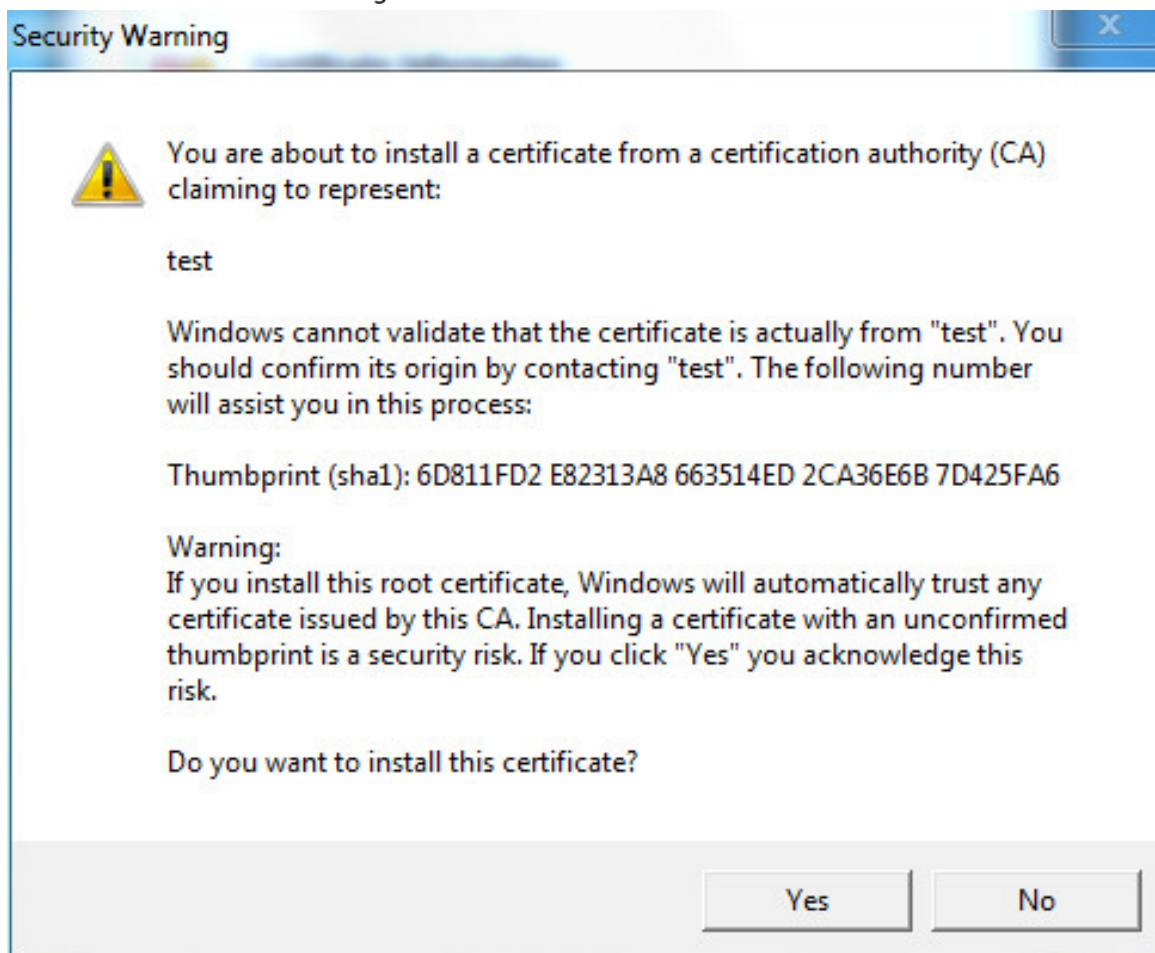 Security Warning
X
You are about to install a certificate from a certification authority (CA)
claiming to represent:
test
Windows cannot validate that the certificate is actually from "test". You
should confirm its origin by contacting "test". The following number
will assist you in this process:
Thumbprint (sha1): 6D811FD2 E82313A8 663514ED 2CA36E6B 7D425FA6
Warning:
If you install this root certificate, Windows will automatically trust any
certificate issued by this CA. Installing a certificate with an unconfirmed
thumbprint is a security risk. If you click "Yes" you acknowledge this
risk.
Do you want to install this certificate?
Yes No